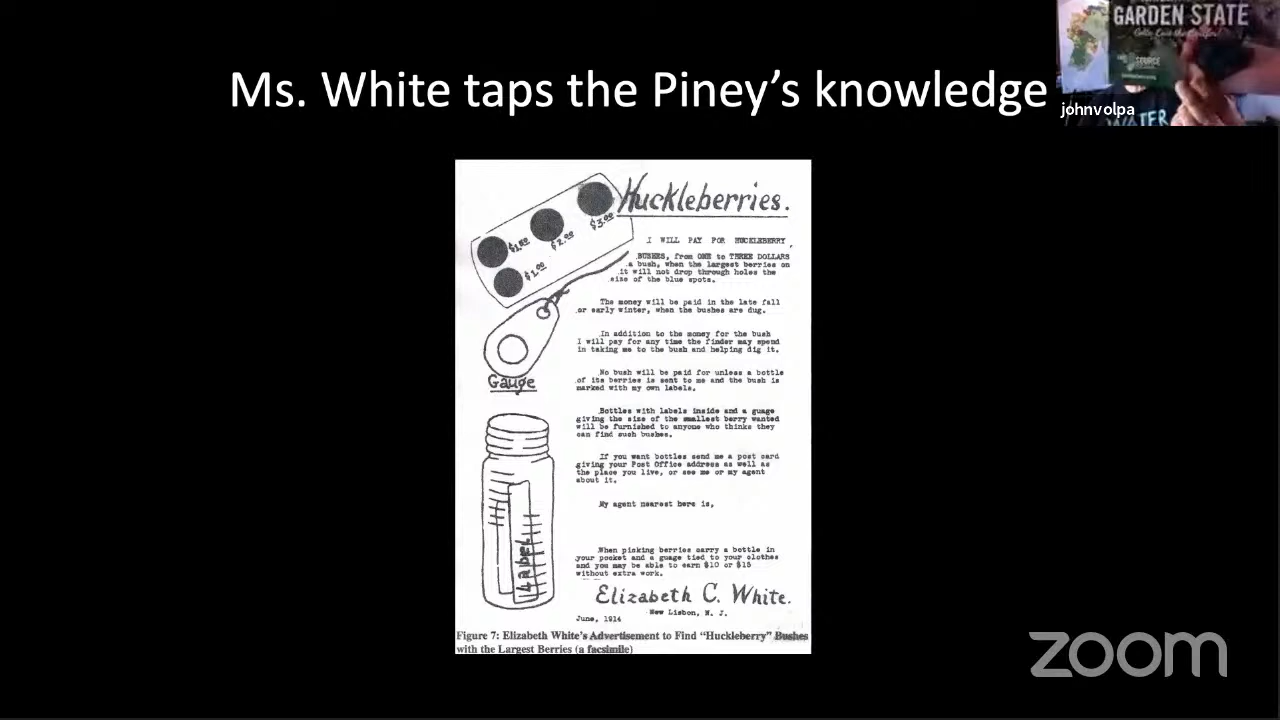 Ms. White taps the Piney's knowledge
GARDEN STATE
SOURCE
johnvolpa
WATER
Huckleberries.
$1.50
$2.00
$3.00
$1.00
I WILL PAY FOR HUCKLEBERRY
BUSHES, from ONE to THREE DOLLARS
a bush, when the largest berries on
it will not drop through holes the
size of the blue spots.
The money will be paid in the late fall
or early winter, when the bushes are dug.
In addition to the money for the bush
I will pay for any time the finder may spend
in taking me to the bush and helping dig it.
No bush will be paid for unless a bottle
of its berries is sent to me and the bush is
marked with my own labels.
Bottles with labels inside and a guage
giving the size of the smallest berry wanted
will be furnished to anyone who thinks they
can find such bushes.
If you want bottles send me a post card
giving your Post Office address as well as
the place you live, or see me or my agent
about it.
My agent nearest here is,
When picking berries carry a bottle in
your pocket and a guage tied to your clothes
and you may be able to earn $10 or $15
without extra work.
Gauge
Label
Elizabeth C. White.
New Lisbon, N. J.
June, 1914
Figure 7: Elizabeth White's Advertisement to Find "Huckleberry" Bushes
with the Largest Berries (a facsimile)
zoom